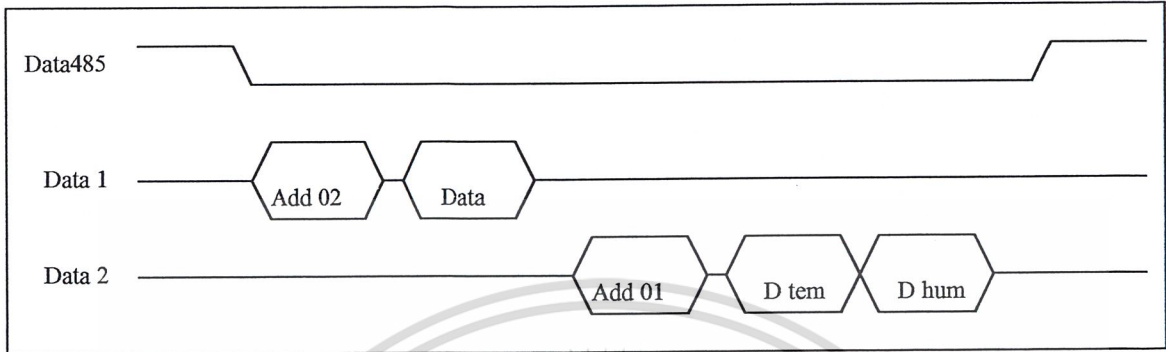 Data485
Data 1
Add 02
Data
Data 2
Add 01
D tem
D hum